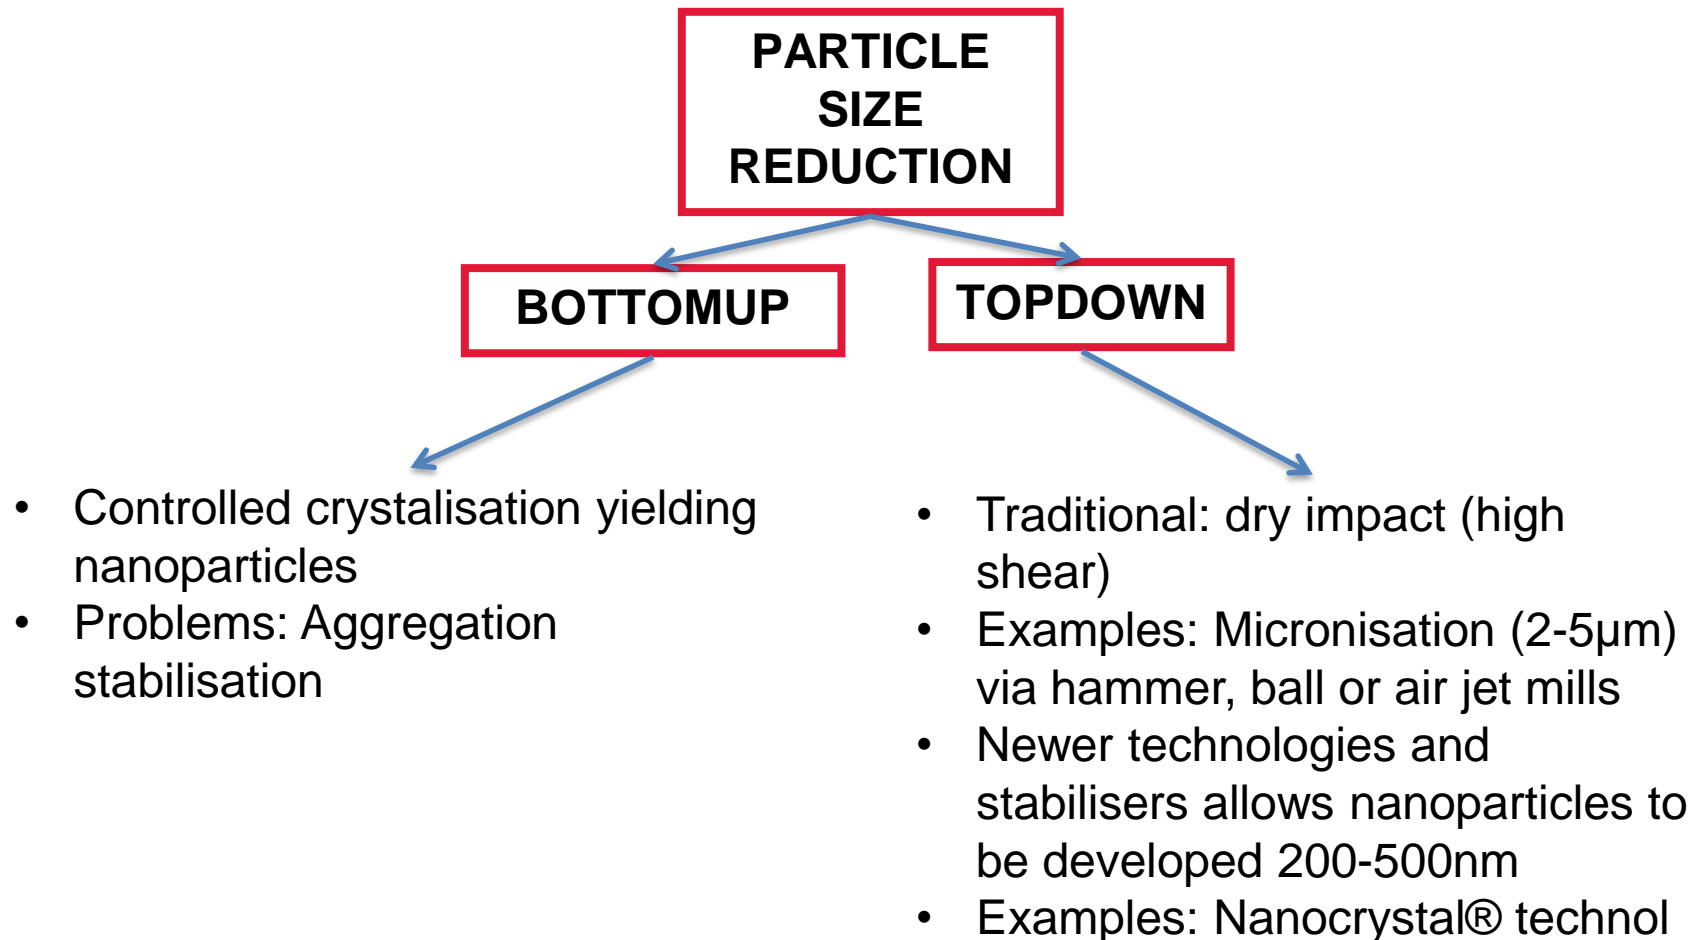 PARTICLE
SIZE
REDUCTION
BOTTOMUP
TOPDOWN
• Controlled crystalisation yielding
nanoparticles
• Problems: Aggregation
stabilisation
• Traditional: dry impact (high
shear)
• Examples: Micronisation (2-5µm)
via hammer, ball or air jet mills
• Newer technologies and
stabilisers allows nanoparticles to
be developed 200-500nm
• Examples: Nanocrystal® technol